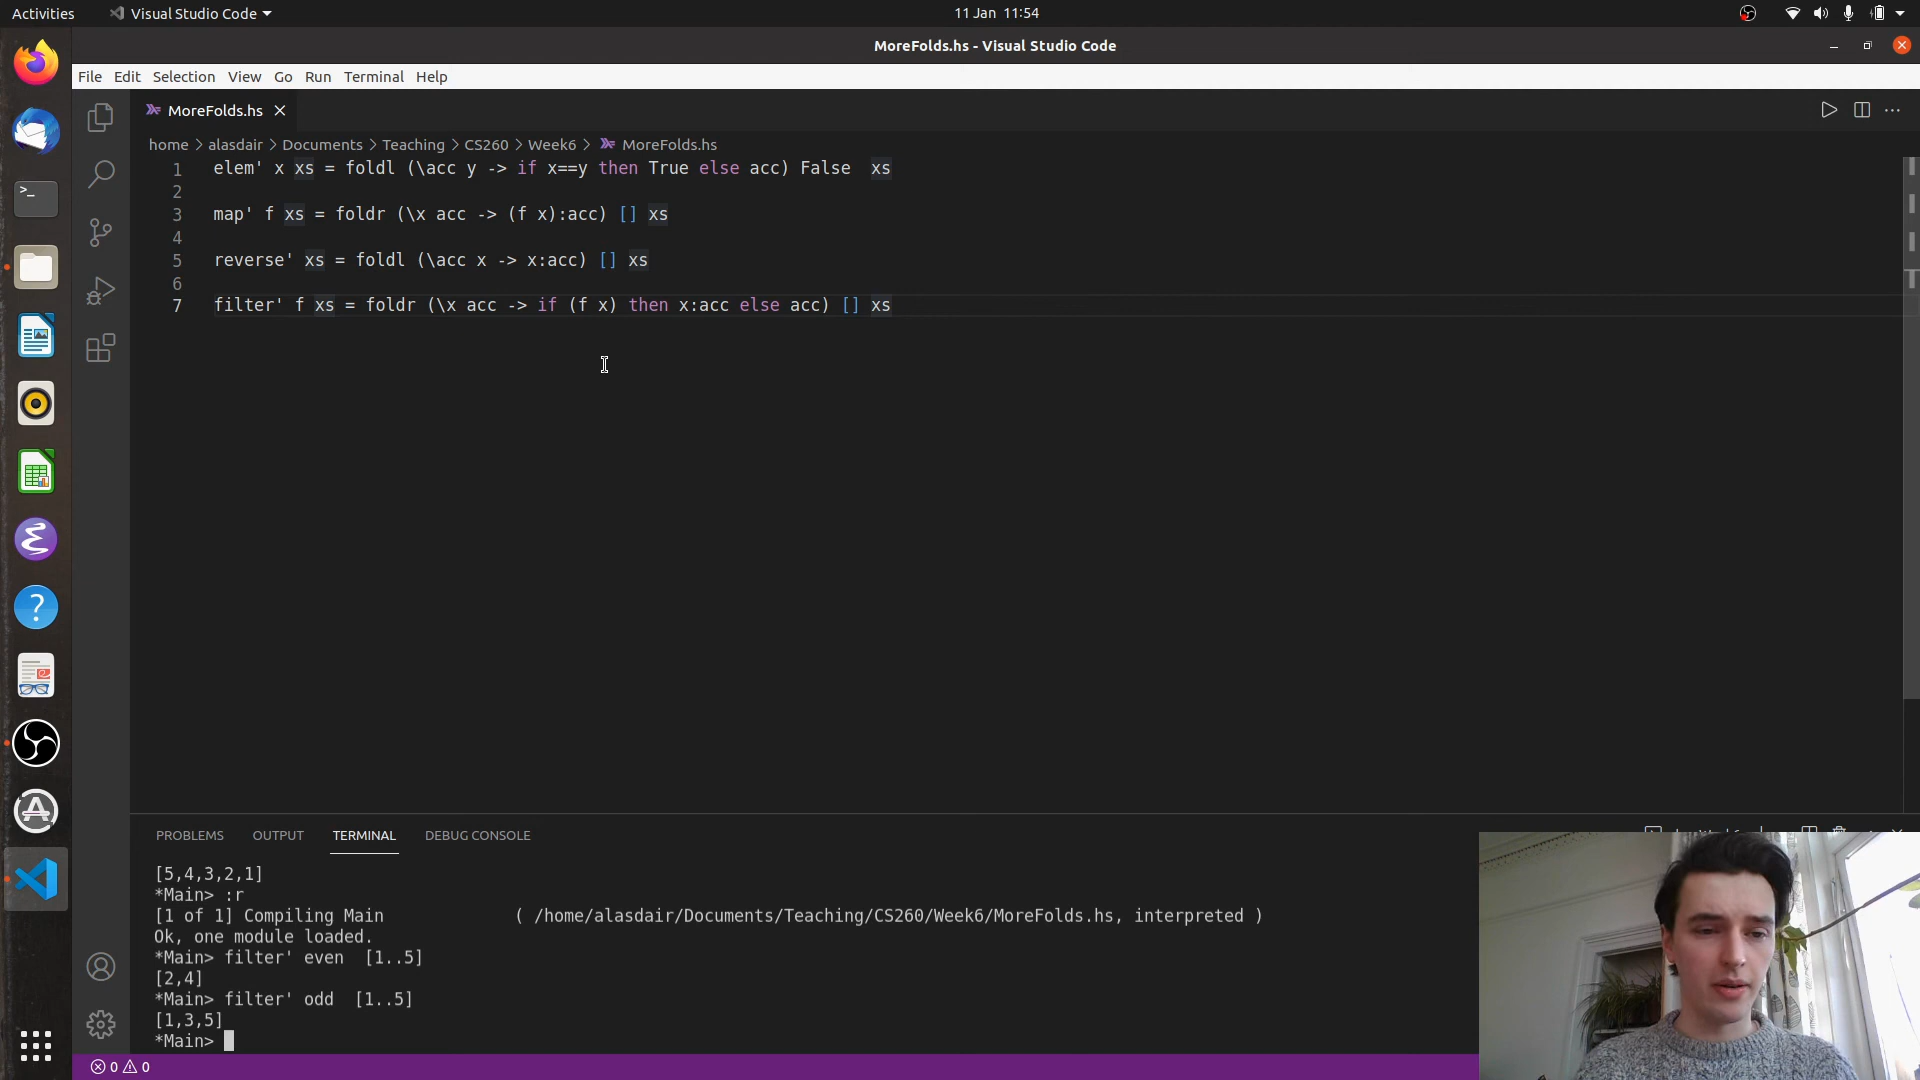 Activities Visual Studio Code 11 Jan 11:54
MoreFolds.hs - Visual Studio Code
File Edit Selection View Go Run Terminal Help
MoreFolds.hs
home > alasdair > Documents > Teaching > CS260 > Week6 > MoreFolds.hs
1 elem' x xs = foldl (\acc y -> if x==y then True else acc) False  xs
2
3 map' f xs = foldr (\x acc -> (f x):acc) [] xs
4
5 reverse' xs = foldl (\acc x -> x:acc) [] xs
6
7 filter' f xs = foldr (\x acc -> if (f x) then x:acc else acc) [] xs
PROBLEMS OUTPUT TERMINAL DEBUG CONSOLE
[5,4,3,2,1]
*Main> :r
[1 of 1] Compiling Main             ( /home/alasdair/Documents/Teaching/CS260/Week6/MoreFolds.hs, interpreted )
Ok, one module loaded.
*Main> filter' even  [1..5]
[2,4]
*Main> filter' odd  [1..5]
[1,3,5]
*Main>
0 0